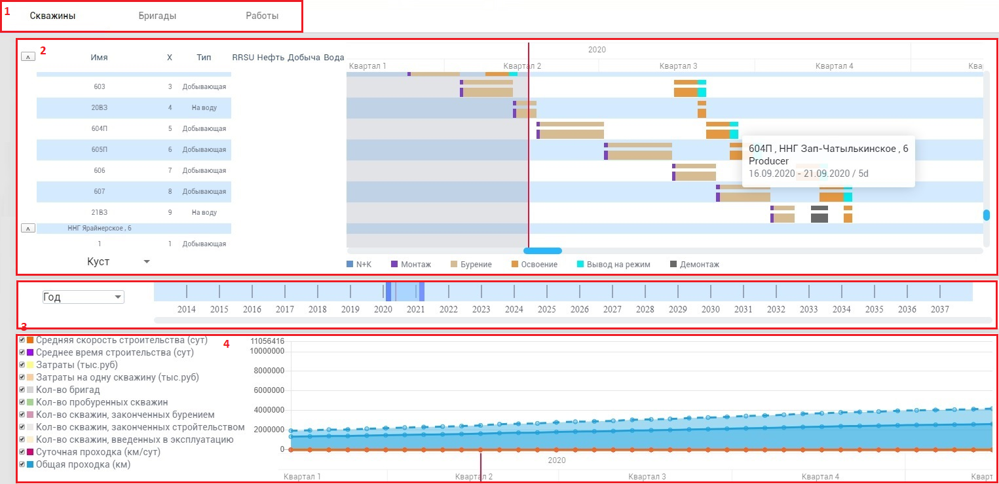 1 Скважины Бригады Работы
2
2020
Имя X Тип RRSU Нефть Добыча Вода
Квартал 1 Квартал 2 Квартал 3 Квартал 4 Ква
603 3 Добывающая
20ВЗ 4 На воду
604П 5 Добывающая
605П 6 Добывающая
606 7 Добывающая
607 8 Добывающая
21ВЗ 9 На воду
ННГ Ярайнерское , 6
1 1 Добывающая
604П , ННГ Зап-Чатылькинское , 6
Producer
16.09.2020 - 21.09.2020 / 5d
Куст
N+K Монтаж Бурение Освоение Вывод на режим Демонтаж
Год
2014 2015 2016 2017 2018 2019 2020 2021 2022 2023 2024 2025 2026 2027 2028 2029 2030 2031 2032 2033 2034 2035 2036 2037
3
4
Средняя скорость строительства (сут)
Среднее время строительства (сут)
Затраты (тыс.руб)
Затраты на одну скважину (тыс.руб)
Кол-во бригад
Кол-во пробуренных скважин
Кол-во скважин, законченных бурением
Кол-во скважин, законченных стройтельством
Кол-во скважин, введенных в эксплуатацию
Суточная проходка (км/сут)
Общая проходка (км)
11056416
10000000
8000000
6000000
4000000
2000000
0
2020
Квартал 1 Квартал 2 Квартал 3 Квартал 4 Кварт